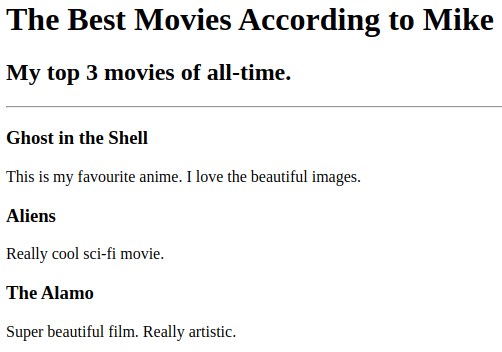 The Best Movies According to Mike
My top 3 movies of all-time.
Ghost in the Shell
This is my favourite anime. I love the beautiful images.
Aliens
Really cool sci-fi movie.
The Alamo
Super beautiful film. Really artistic.